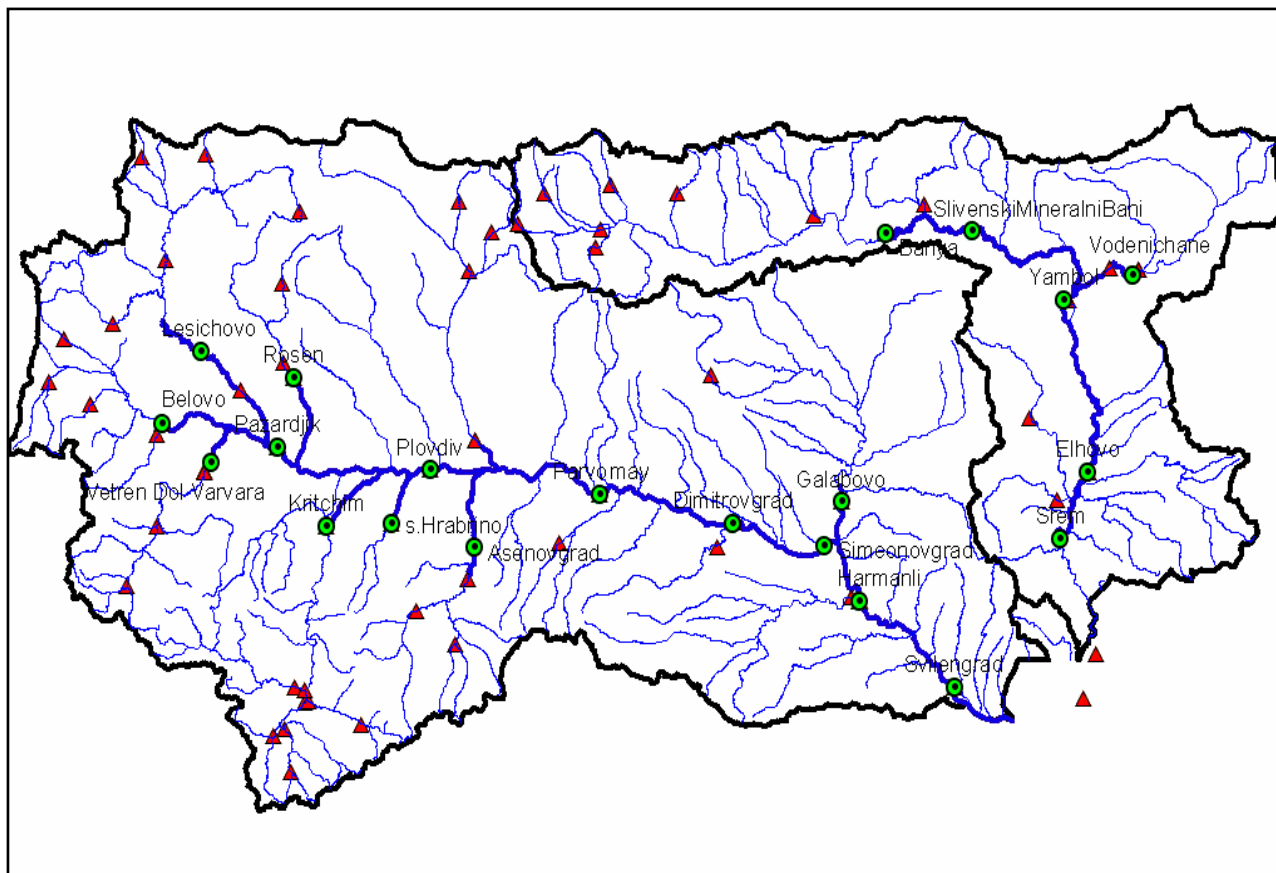 SlivenskiMineralniBani
Banya
Vodenichane
Yambol
Lesichovo
Rosen
Belovo
Pazardjik
Plovdiv
Parvomay
Elhovo
Vetren Dol-Varvara
Kritchim
s.Hrabrino
Asenovgrad
Dimitrovgrad
Galabovo
Srem
Simeonovgrad
Harmanli
Svilengrad